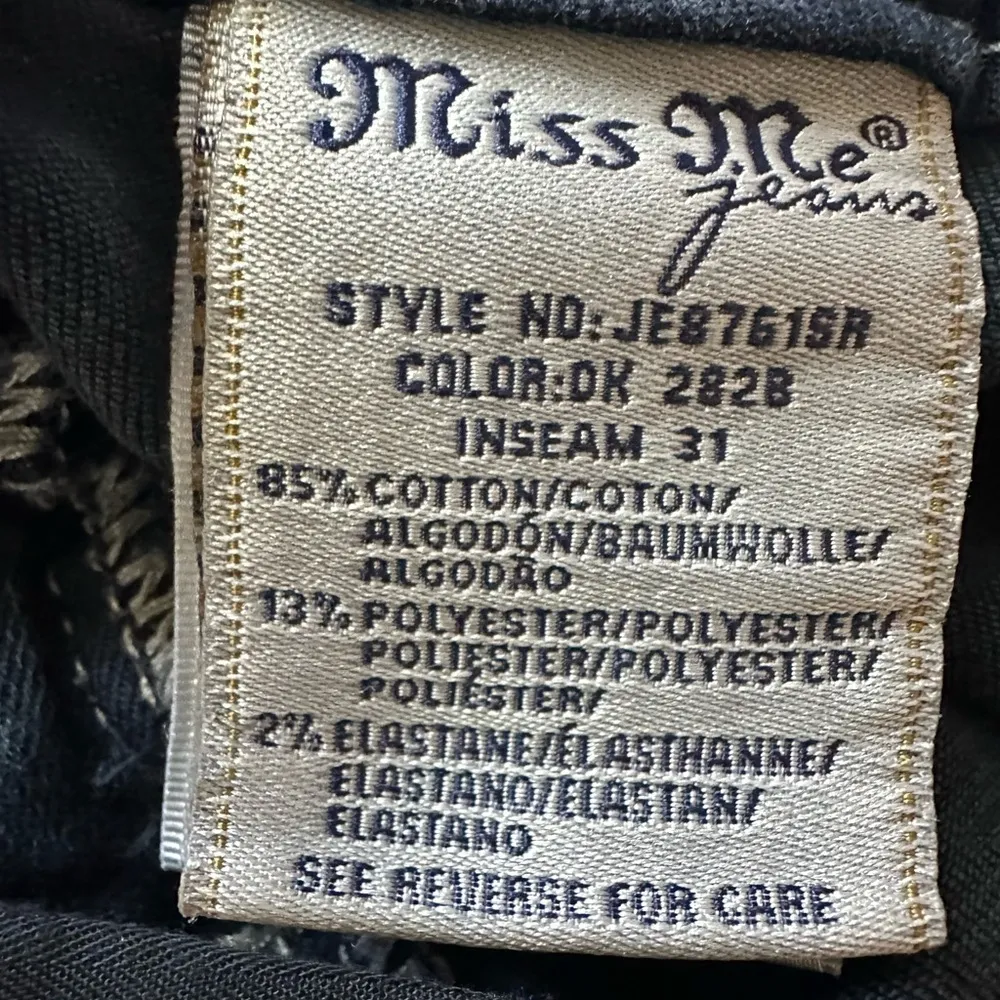 Miss Me®
jeans
STYLE NO:JE8761SR
COLOR:DK 282B
INSEAM 31
85% COTTON/COTON/
ALGODÓN/BAUMWOLLE/
ALGODÃO
13% POLYESTER/POLYESTER/
POLIÉSTER/POLYESTER/
POLIÉSTER/
2% ELASTANE/ÉLASTHANNE/
ELASTANO/ELASTAN/
ELASTANO
SEE REVERSE FOR CARE